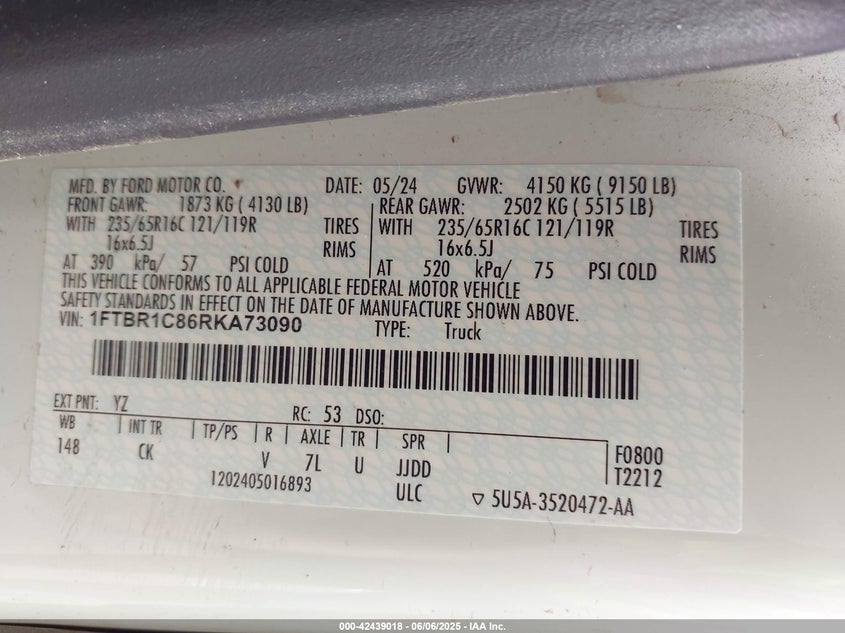 MFD. BY FORD MOTOR CO. DATE: 05/24 GVWR: 4150 KG ( 9150 LB)
FRONT GAWR: 1873 KG ( 4130 LB) REAR GAWR: 2502 KG ( 5515 LB)
WITH 235/65R16C 121/119R TIRES WITH 235/65R16C 121/119R TIRES
16x6.5J RIMS 16x6.5J RIMS
AT 390 kPa/ 57 PSI COLD AT 520 kPa/ 75 PSI COLD
THIS VEHICLE CONFORMS TO ALL APPLICABLE FEDERAL MOTOR VEHICLE
SAFETY STANDARDS IN EFFECT ON THE DATE OF MANUFACTURE SHOWN ABOVE.
VIN: 1FTBR1C86RKA73090 TYPE: Truck
EXT PNT: YZ RC: 53 DSO:
WB INT TR TP/PS R AXLE TR SPR F0800
148 CK V 7L U JJDD T2212
1202405016893 ULC 5U5A-3520472-AA
000-42439018 - 06/06/2025 - IAA Inc.